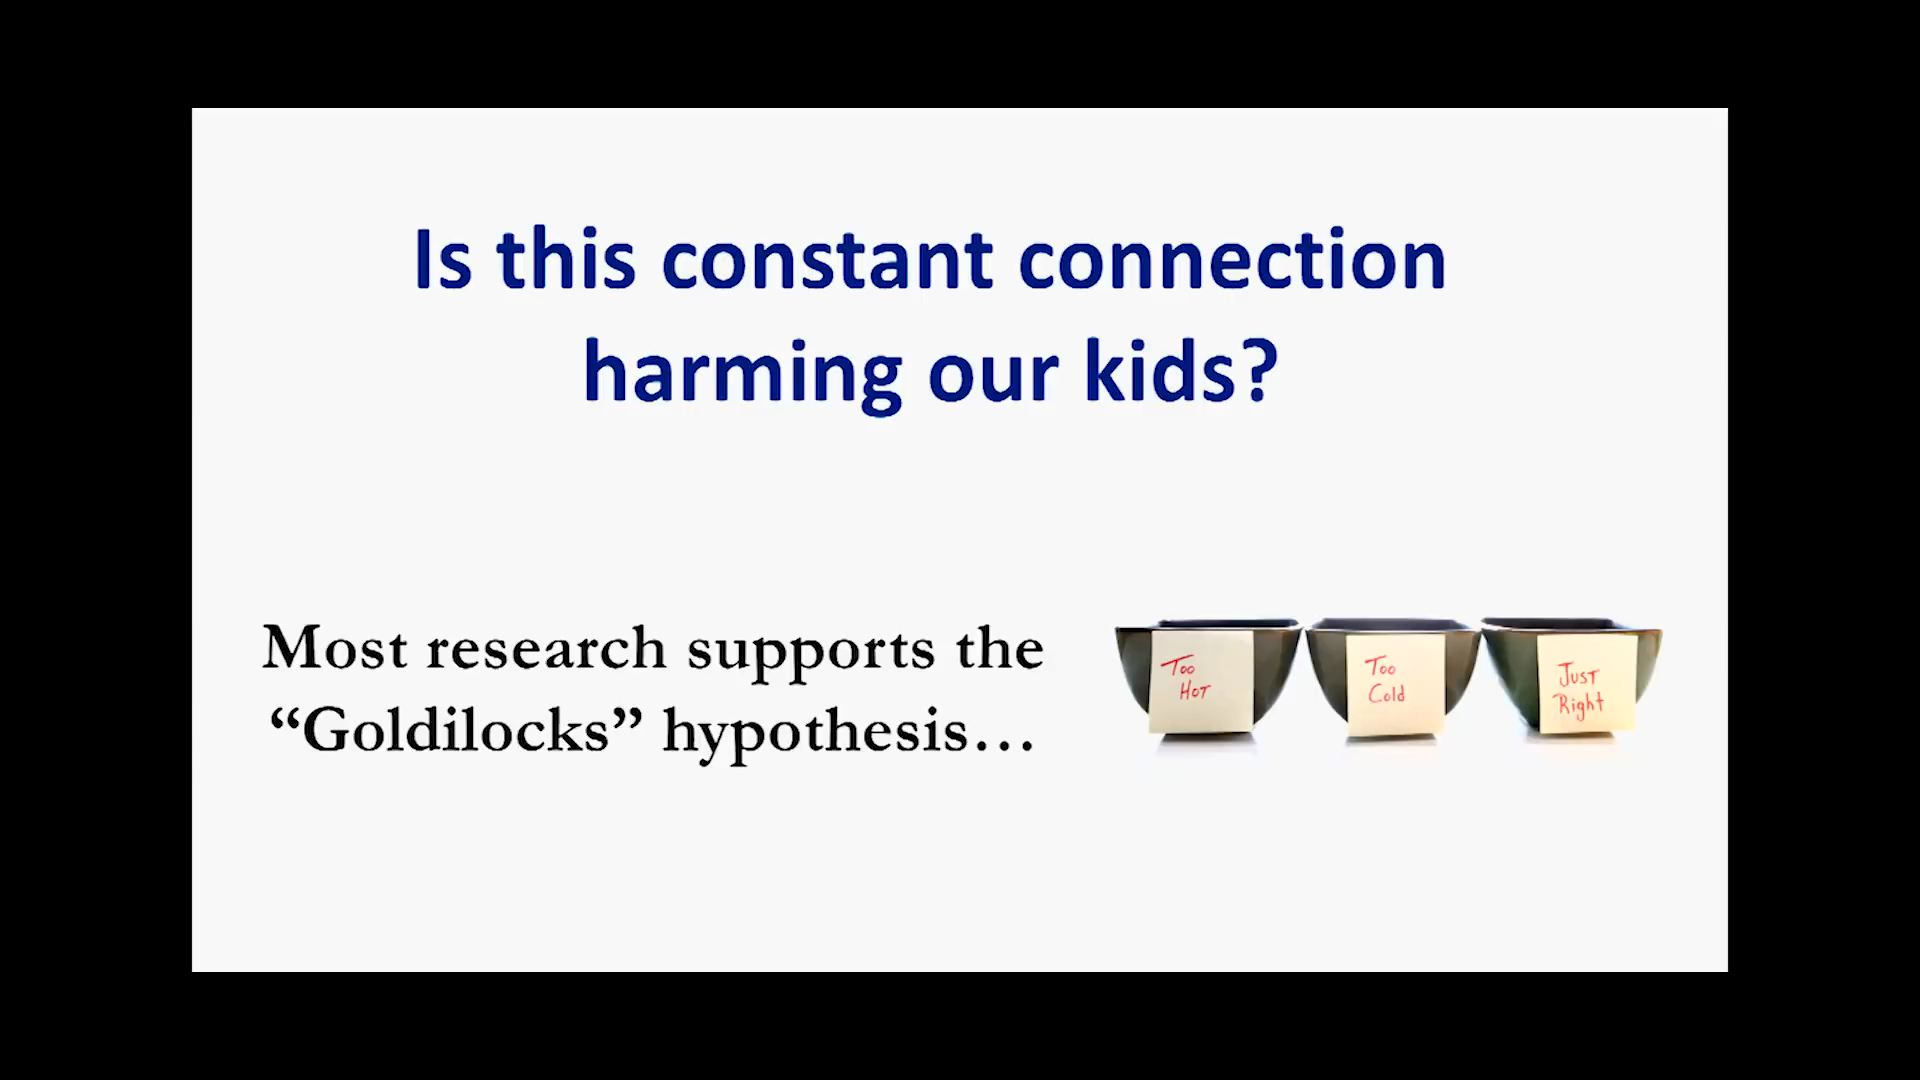 Is this constant connection
harming our kids?
Most research supports the
“Goldilocks” hypothesis…
Too
Hot
Too
Cold
Just
Right